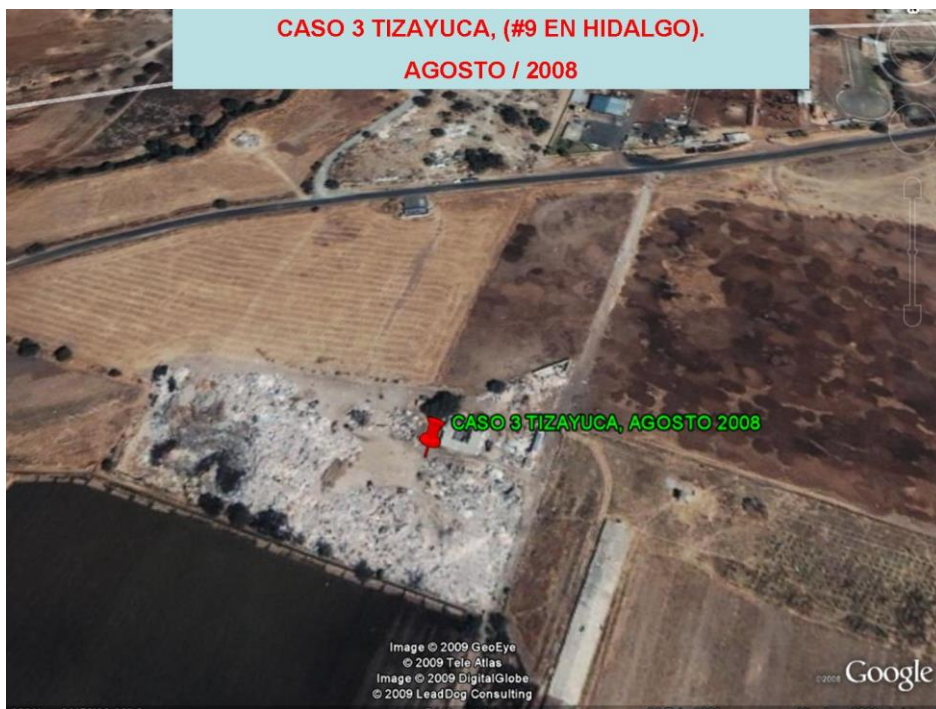 CASO 3 TIZAYUCA, (#9 EN HIDALGO).
AGOSTO / 2008
CASO 3 TIZAYUCA, AGOSTO 2008
Image © 2009 GeoEye
© 2009 Tele Atlas
Image © 2009 DigitalGlobe
© 2009 LeadDog Consulting
©2008 Google